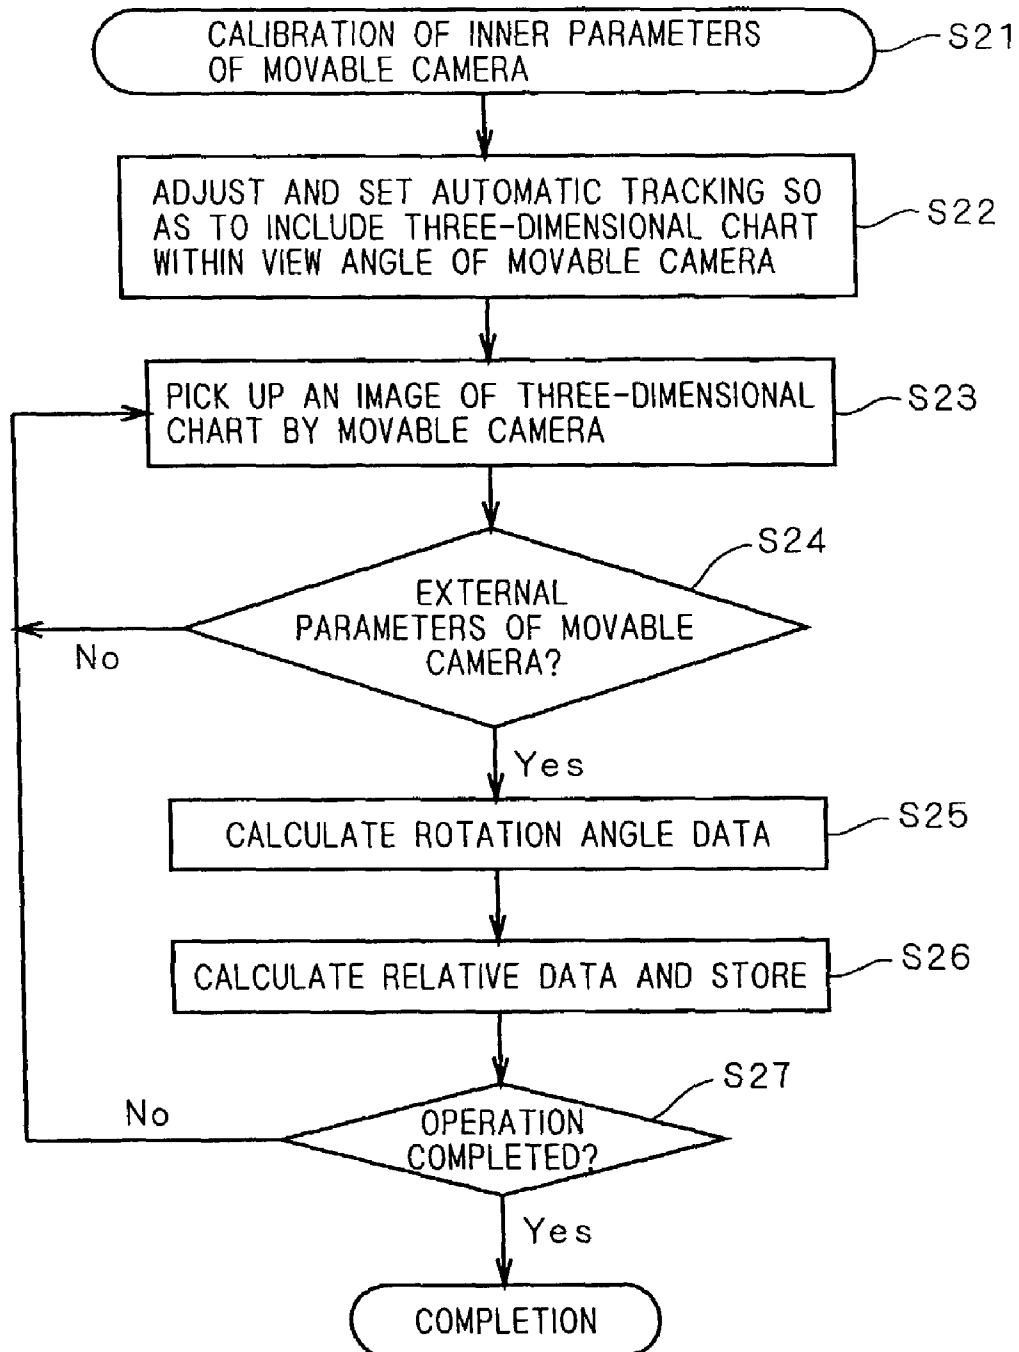 CALIBRATION OF INNER PARAMETERS
OF MOVABLE CAMERA
S21
ADJUST AND SET AUTOMATIC TRACKING SO
AS TO INCLUDE THREE-DIMENSIONAL CHART
WITHIN VIEW ANGLE OF MOVABLE CAMERA
S22
PICK UP AN IMAGE OF THREE-DIMENSIONAL
CHART BY MOVABLE CAMERA
S23
S24
EXTERNAL
PARAMETERS OF MOVABLE
CAMERA?
No
Yes
CALCULATE ROTATION ANGLE DATA
S25
CALCULATE RELATIVE DATA AND STORE
S26
S27
OPERATION
COMPLETED?
No
Yes
COMPLETION